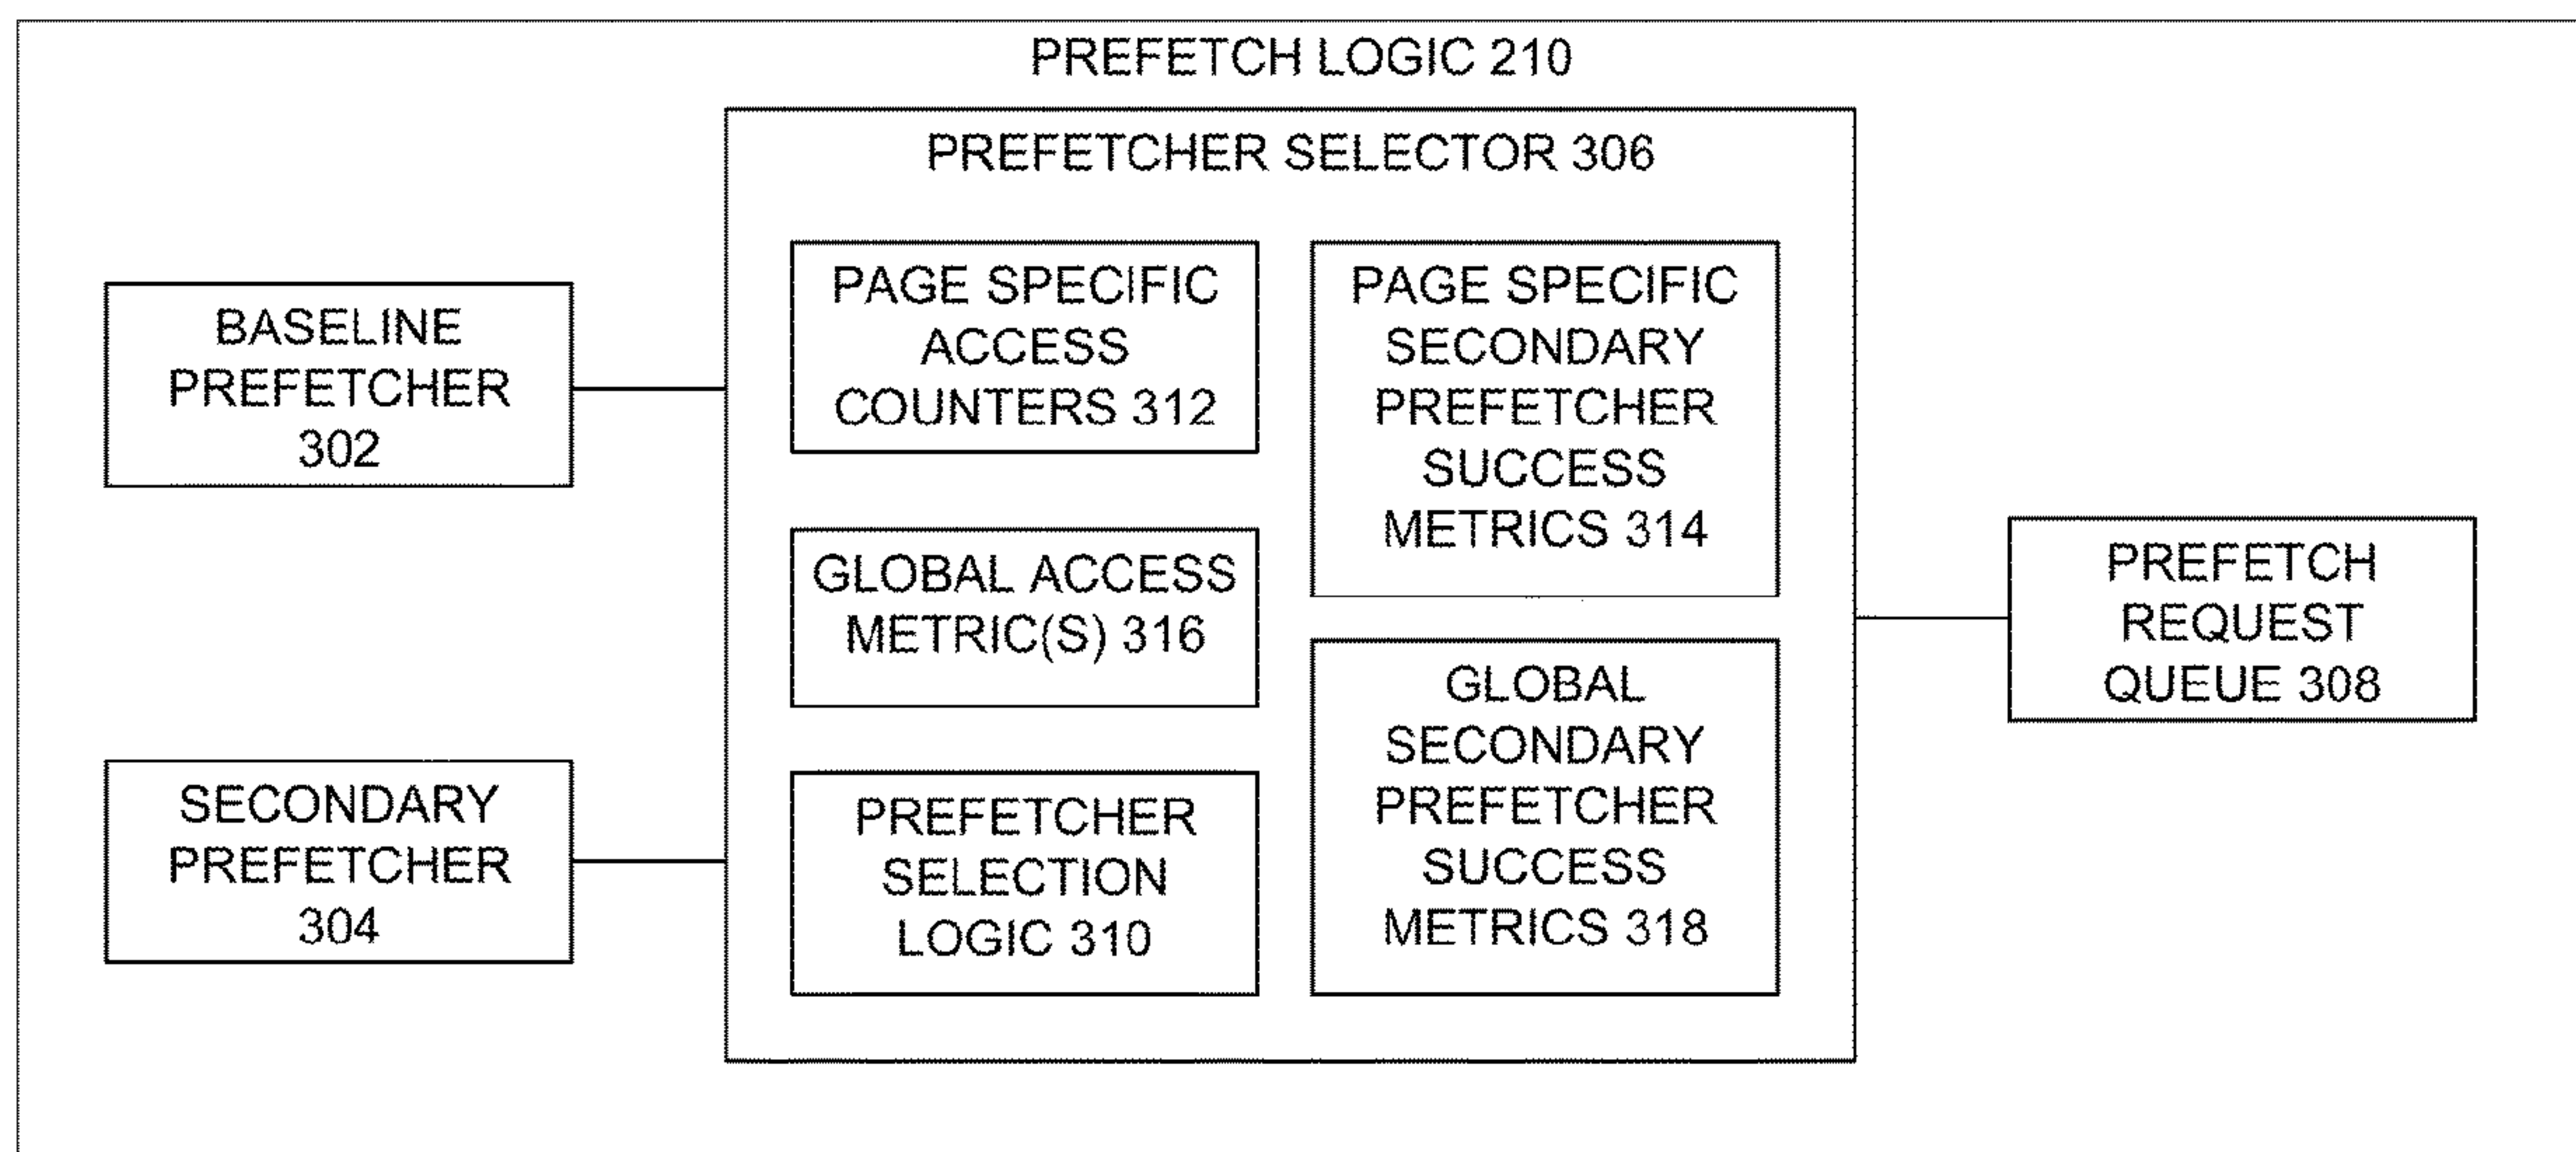 PREFETCH LOGIC 210
PREFETCHER SELECTOR 306
BASELINE
PREFETCHER
302
SECONDARY
PREFETCHER
304
PAGE SPECIFIC
ACCESS
COUNTERS 312
GLOBAL ACCESS
METRIC(S) 316
PREFETCHER
SELECTION
LOGIC 310
PAGE SPECIFIC
SECONDARY
PREFETCHER
SUCCESS
METRICS 314
GLOBAL
SECONDARY
PREFETCHER
SUCCESS
METRICS 318
PREFETCH
REQUEST
QUEUE 308